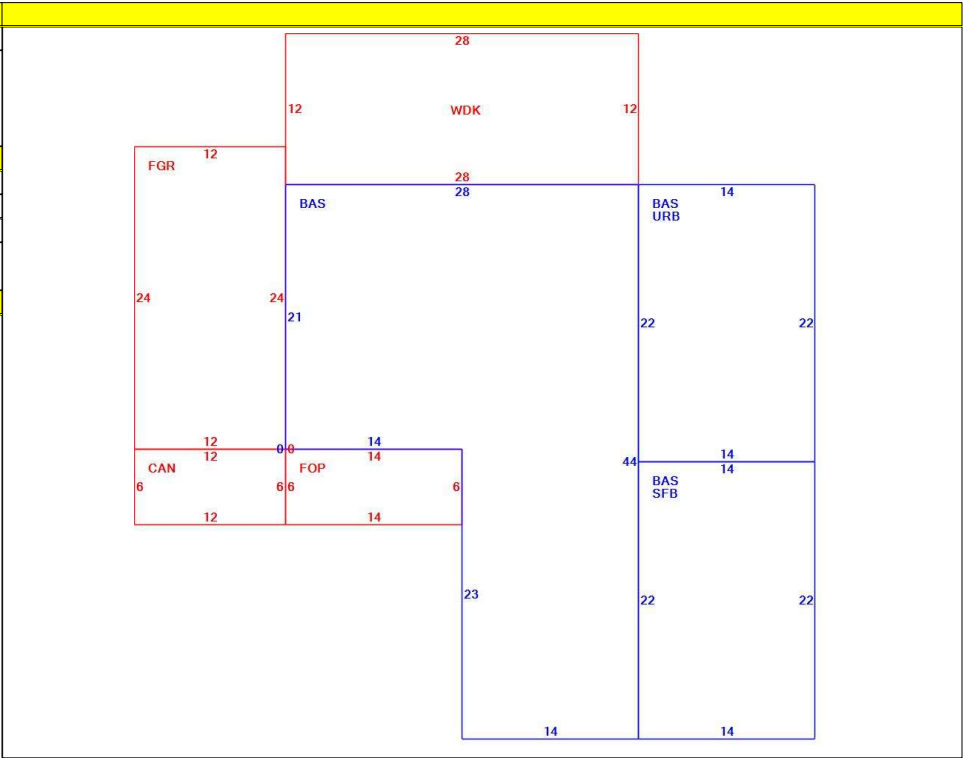 28
12 WDK 12
12
FGR
28
28 14
BAS BAS
URB
24 24
21 22 22
12 0 0 14 14
12 14 44 14
CAN FOP BAS
SFB
6 6 6 6
12 14
23 22 22
14 14